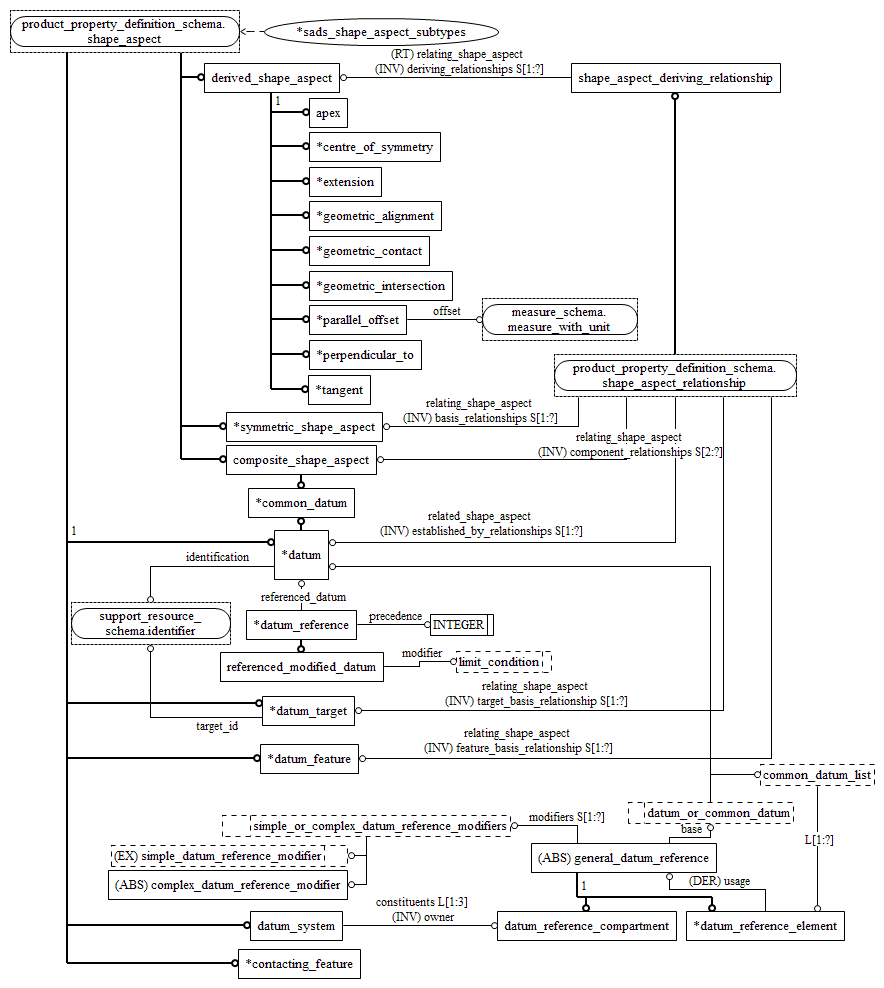 product_property_definition_schema.
shape_aspect
*sads_shape_aspect_subtypes
(RT) relating_shape_aspect
(INV) deriving_relationships S[1:?]
derived_shape_aspect
shape_aspect_deriving_relationship
1
apex
*centre_of_symmetry
*extension
*geometric_alignment
*geometric_contact
*geometric_intersection
*parallel_offset
offset
measure_schema.
measure_with_unit
*perpendicular_to
*tangent
product_property_definition_schema.
shape_aspect_relationship
relating_shape_aspect
(INV) basis_relationships S[1:?]
*symmetric_shape_aspect
relating_shape_aspect
(INV) component_relationships S[2:?]
composite_shape_aspect
*common_datum
related_shape_aspect
(INV) established_by_relationships S[1:?]
1
*datum
identification
referenced_datum
support_resource_
schema.identifier
*datum_reference
precedence
INTEGER
referenced_modified_datum
modifier
limit_condition
relating_shape_aspect
(INV) target_basis_relationship S[1:?]
*datum_target
target_id
relating_shape_aspect
(INV) feature_basis_relationship S[1:?]
*datum_feature
common_datum_list
simple_or_complex_datum_reference_modifiers
modifiers S[1:?]
datum_or_common_datum
base
L[1:?]
(EX) simple_datum_reference_modifier
(ABS) general_datum_reference
(ABS) complex_datum_reference_modifier
1
(DER) usage
constituents L[1:3]
(INV) owner
datum_system
datum_reference_compartment
*datum_reference_element
*contacting_feature